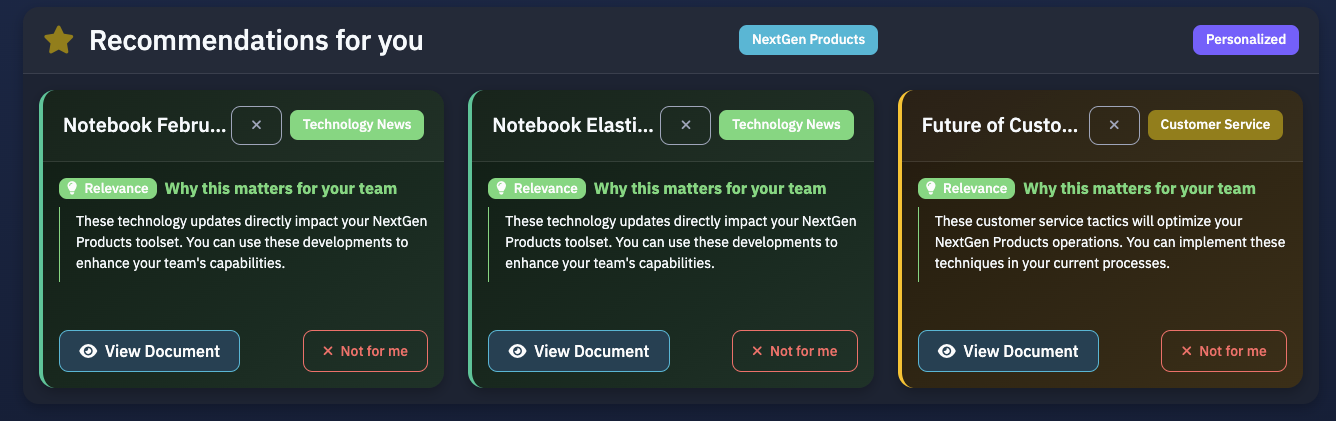 Recommendations for you
NextGen Products
Personalized
Notebook Febru...
Technology News
Relevance Why this matters for your team
These technology updates directly impact your NextGen
Products toolset. You can use these developments to
enhance your team's capabilities.
View Document
Not for me
Notebook Elasti...
Technology News
Relevance Why this matters for your team
These technology updates directly impact your NextGen
Products toolset. You can use these developments to
enhance your team's capabilities.
View Document
Not for me
Future of Custo...
Customer Service
Relevance Why this matters for your team
These customer service tactics will optimize your
NextGen Products operations. You can implement these
techniques in your current processes.
View Document
Not for me